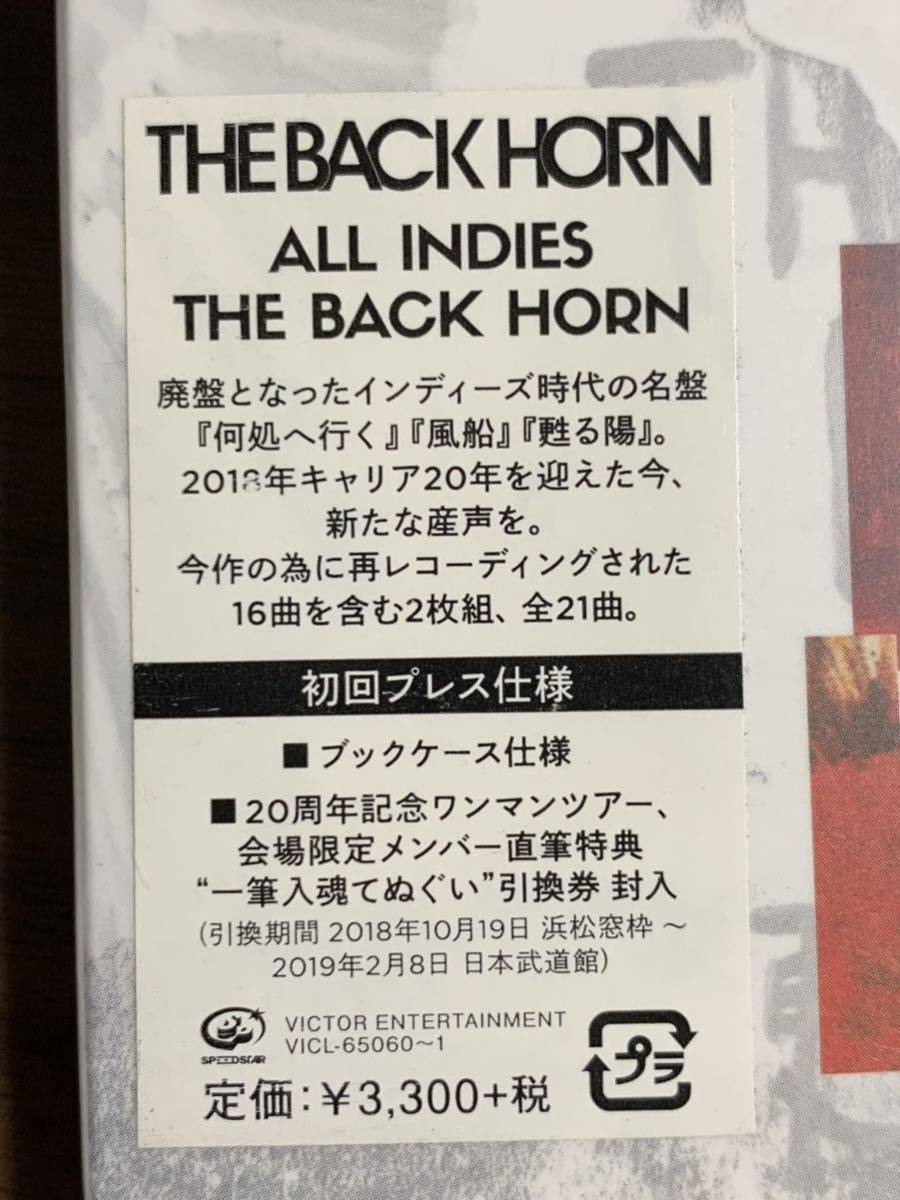 THE BACK HORN
ALL INDIES
THE BACK HORN
廃盤となったインディーズ時代の名盤
『何処へ行く』『風船』『甦る陽』。
2018年キャリア20年を迎えた今、
新たな産声を。
今作の為に再レコーディングされた
16曲を含む2枚組、全21曲。
初回プレス仕様
■ ブックケース仕様
■ 20周年記念ワンマンツアー、
会場限定メンバー直筆特典
“一筆入魂てぬぐい”引換券 封入
(引換期間 2018年10月19日 浜松窓枠 ～
2019年2月8日 日本武道館)
SPEEDSTAR
VICTOR ENTERTAINMENT
VICL-65060～1
定価:¥3,300+税
プラ